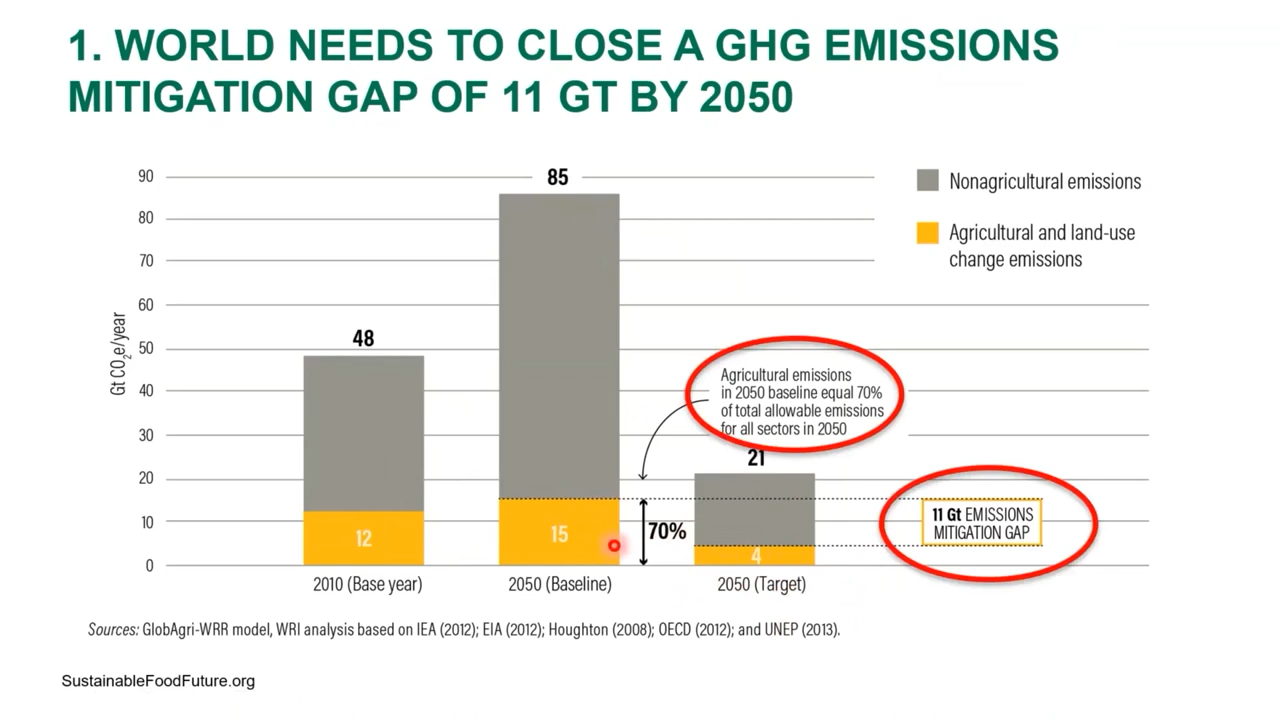 1. WORLD NEEDS TO CLOSE A GHG EMISSIONS
MITIGATION GAP OF 11 GT BY 2050
90
80
70
60
50
40
30
20
10
0
Gt CO₂e/year
85
48
21
12
15
4
70%
Nonagricultural emissions
Agricultural and land-use
change emissions
Agricultural emissions
in 2050 baseline equal 70%
of total allowable emissions
for all sectors in 2050
11 Gt EMISSIONS
MITIGATION GAP
2010 (Base year)
2050 (Baseline)
2050 (Target)
Sources: GlobAgri-WRR model, WRI analysis based on IEA (2012); EIA (2012); Houghton (2008); OECD (2012); and UNEP (2013).
SustainableFoodFuture.org